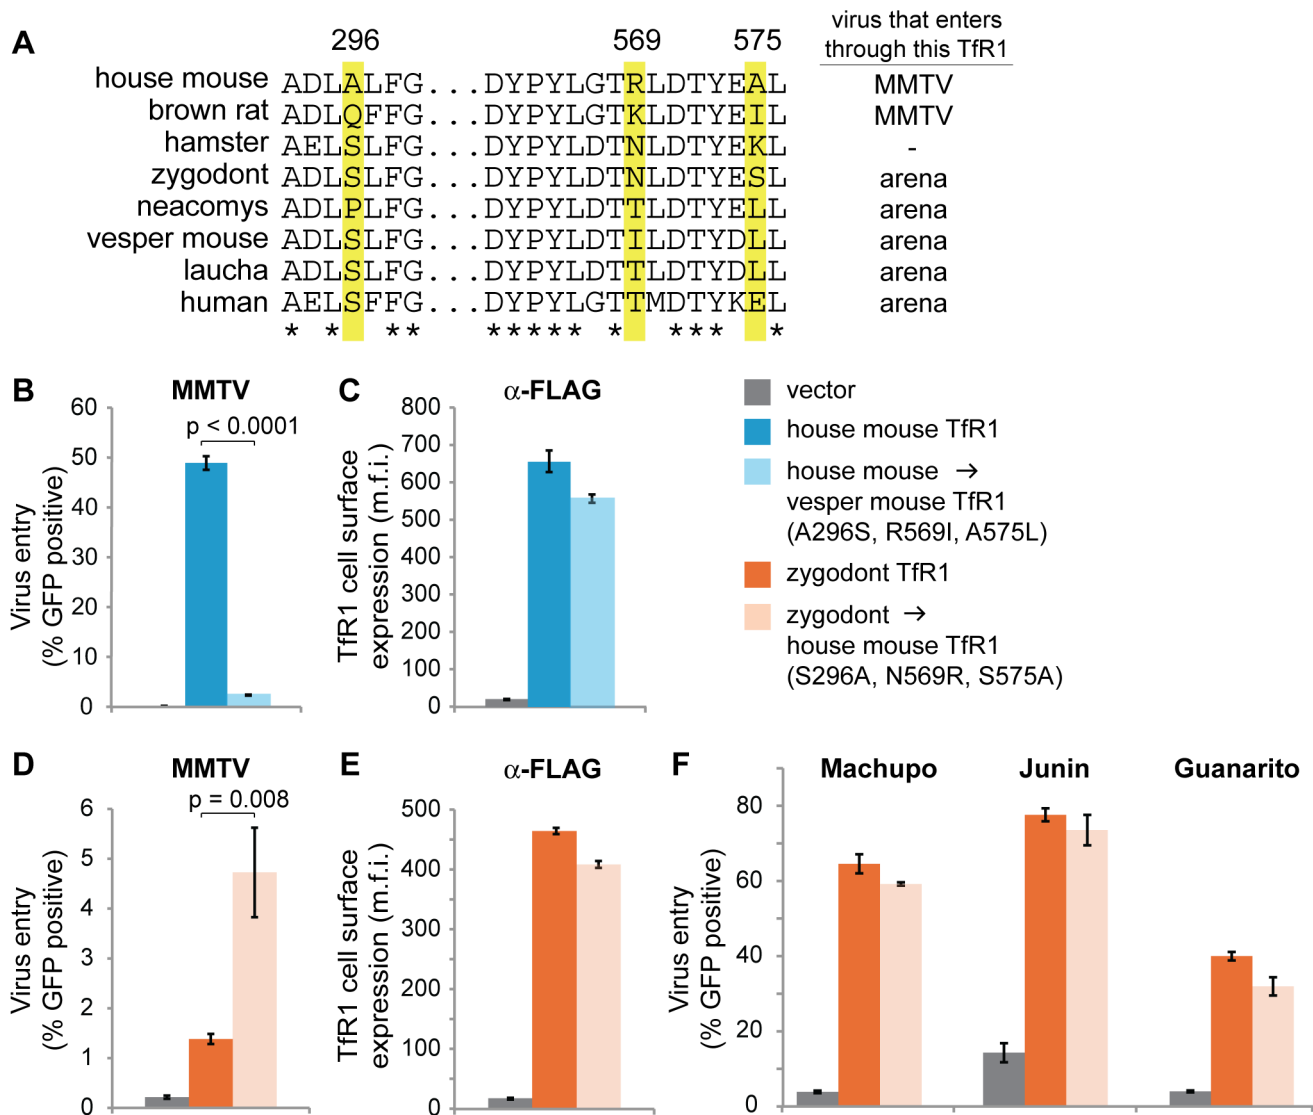 A
296 569 575
virus that enters
through this TfR1
house mouse ADLALFG...DYPYLGTRLDTYEAL MMTV
brown rat ADLQFFG...DYPYLGTKLDTYEIL MMTV
hamster AELSLFG...DYPYLDTNLDTYEKL -
zygodont ADLSLFG...DYPYLDTNLDTYESL arena
neacomys ADLPLFG...DYPYLDTTLDTYELL arena
vesper mouse ADLSLFG...DYPYLDTILDTYDLL arena
laucha ADLSLFG...DYPYLDTTLDTYDLL arena
human AELSFFG...DYPYLGTTMDTYKEL arena
* * ** ***** * *** *
B
MMTV
p < 0.0001
Virus entry
(% GFP positive)
60
50
40
30
20
10
0
C
α-FLAG
TfR1 cell surface
expression (m.f.i.)
800
700
600
500
400
300
200
100
0
vector
house mouse TfR1
house mouse →
vesper mouse TfR1
(A296S, R569I, A575L)
zygodont TfR1
zygodont →
house mouse TfR1
(S296A, N569R, S575A)
D
MMTV
p = 0.008
Virus entry
(% GFP positive)
6
5
4
3
2
1
0
E
α-FLAG
TfR1 cell surface
expression (m.f.i.)
500
400
300
200
100
0
F
Machupo Junin Guanarito
Virus entry
(% GFP positive)
80
60
40
20
0